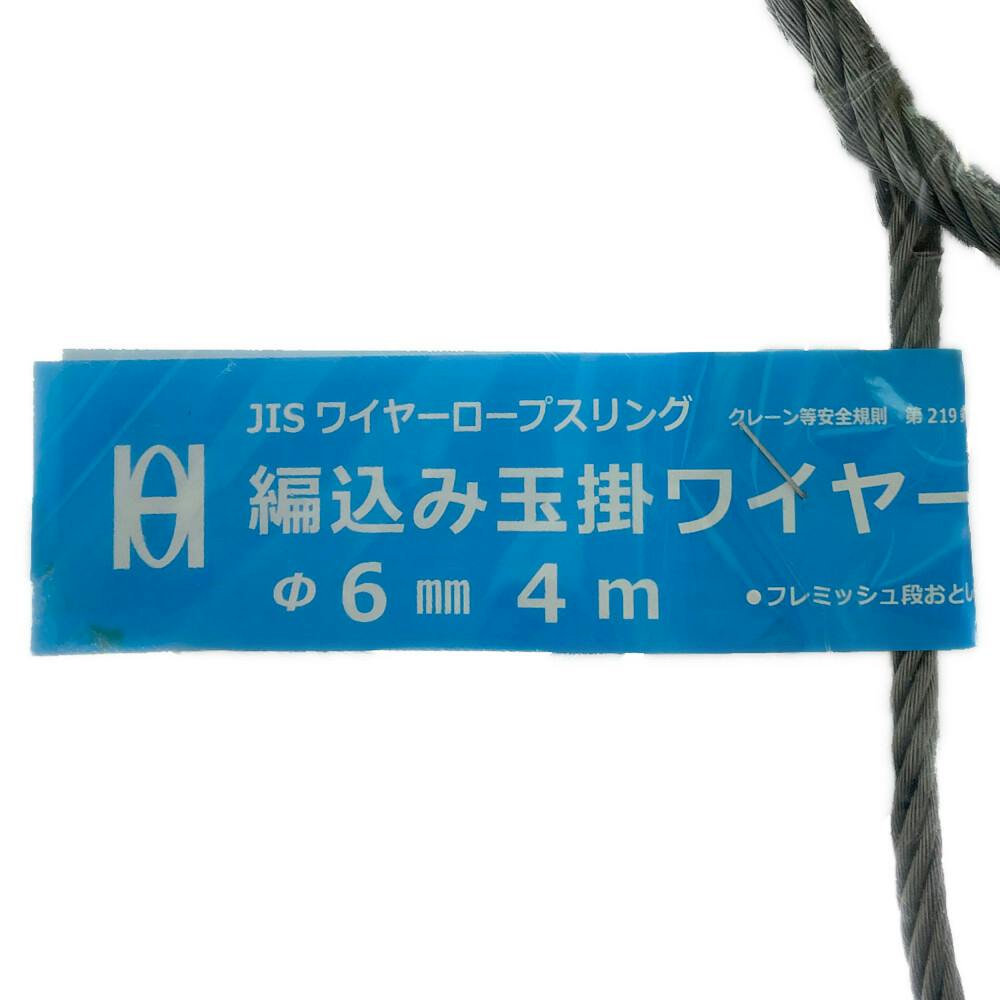 JIS ワイヤーロープスリング クレーン等安全規則 第219
編込み玉掛ワイヤー
Φ 6 ㎜ 4 m
●フレミッシュ段おと